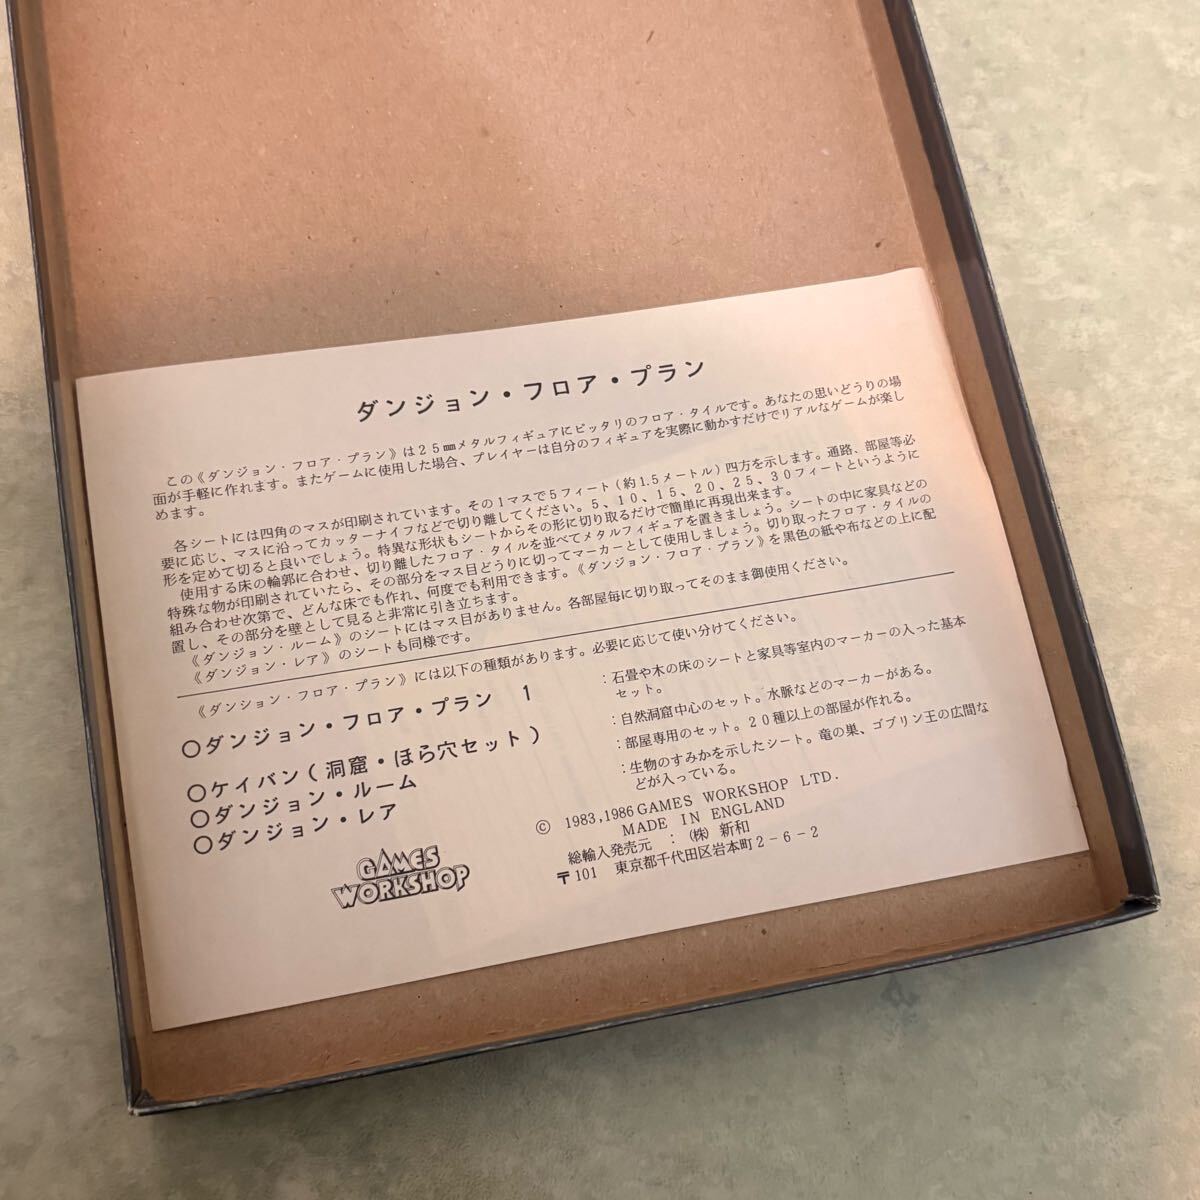 ダンジョン・フロア・プラン
この《ダンジョン・フロア・プラン》は25㎜メタルフィギュアにピッタリのフロア・タイルです。あなたの思いどうりの場
面が手軽に作れます。またゲームに使用した場合、プレイヤーは自分のフィギュアを実際に動かすだけでリアルなゲームが楽し
めます。
各シートには四角のマスが印刷されています。その1マスで5フィート(約1.5メートル)四方を示します。通路、部屋等必
要に応じ、マスに沿ってカッターナイフなどで切り離してください。5、10、15、20、25、30フィートというように
形を定めて切ると良いでしょう。特異な形状もシートからその形に切り取るだけで簡単に再現出来ます。
使用する床の輪郭に合わせ、切り離したフロア・タイルを並べてメタルフィギュアを置きましょう。シートの中に家具などの
特殊な物が印刷されていたら、その部分をマス目どうりに切ってマーカーとして使用しましょう。切り取ったフロア・タイルの
組み合わせ次第で、どんな床でも作れ、何度でも利用できます。《ダンジョン・フロア・プラン》を黒色の紙や布などの上に配
置し、その部分を壁として見ると非常に引き立ちます。
《ダンジョン・ルーム》のシートにはマス目がありません。各部屋毎に切り取ってそのまま御使用ください。
《ダンジョン・レア》のシートも同様です。
《ダンジョン・フロア・プラン》には以下の種類があります。必要に応じて使い分けてください。
○ダンジョン・フロア・プラン 1 :石畳や木の床のシートと家具等室内のマーカーの入った基本
セット。
○ケイバン(洞窟・ほら穴セット) :自然洞窟中心のセット。水脈などのマーカーがある。
○ダンジョン・ルーム :部屋専用のセット。20種以上の部屋が作れる。
○ダンジョン・レア :生物のすみかを示したシート。竜の巣、ゴブリン王の広間な
どが入っている。
© 1983,1986 GAMES WORKSHOP LTD.
MADE IN ENGLAND
総輸入発売元:(株)新和
〒101 東京都千代田区岩本町2-6-2
GAMES
WORKSHOP